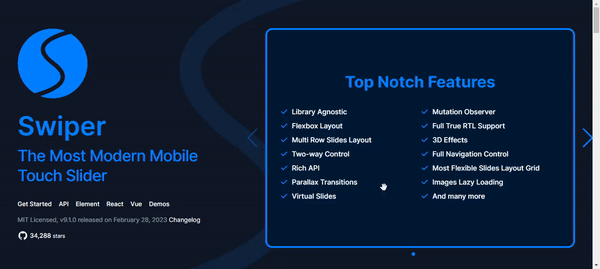 Swiper
The Most Modern Mobile
Touch Slider
Get Started API Element React Vue Demos
MIT Licensed, v9.1.0 released on February 28, 2023 Changelog
34,288 stars
Top Notch Features
Library Agnostic
Flexbox Layout
Multi Row Slides Layout
Two-way Control
Rich API
Parallax Transitions
Virtual Slides
Mutation Observer
Full True RTL Support
3D Effects
Full Navigation Control
Most Flexible Slides Layout Grid
Images Lazy Loading
And many more